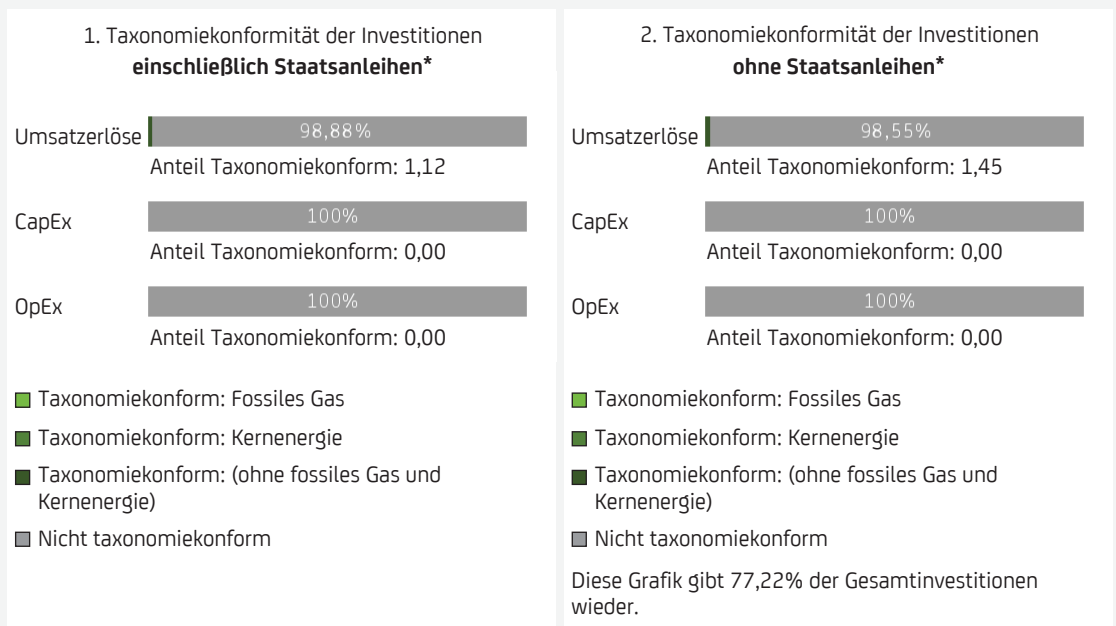 1. Taxonomiekonformität der Investitionen
einschließlich Staatsanleihen*
Umsatzerlöse
98,88%
Anteil Taxonomiekonform: 1,12
CapEx
100%
Anteil Taxonomiekonform: 0,00
OpEx
100%
Anteil Taxonomiekonform: 0,00
Taxonomiekonform: Fossiles Gas
Taxonomiekonform: Kernenergie
Taxonomiekonform: (ohne fossiles Gas und
Kernenergie)
Nicht taxonomiekonform
2. Taxonomiekonformität der Investitionen
ohne Staatsanleihen*
Umsatzerlöse
98,55%
Anteil Taxonomiekonform: 1,45
CapEx
100%
Anteil Taxonomiekonform: 0,00
OpEx
100%
Anteil Taxonomiekonform: 0,00
Taxonomiekonform: Fossiles Gas
Taxonomiekonform: Kernenergie
Taxonomiekonform: (ohne fossiles Gas und
Kernenergie)
Nicht taxonomiekonform
Diese Grafik gibt 77,22% der Gesamtinvestitionen
wieder.